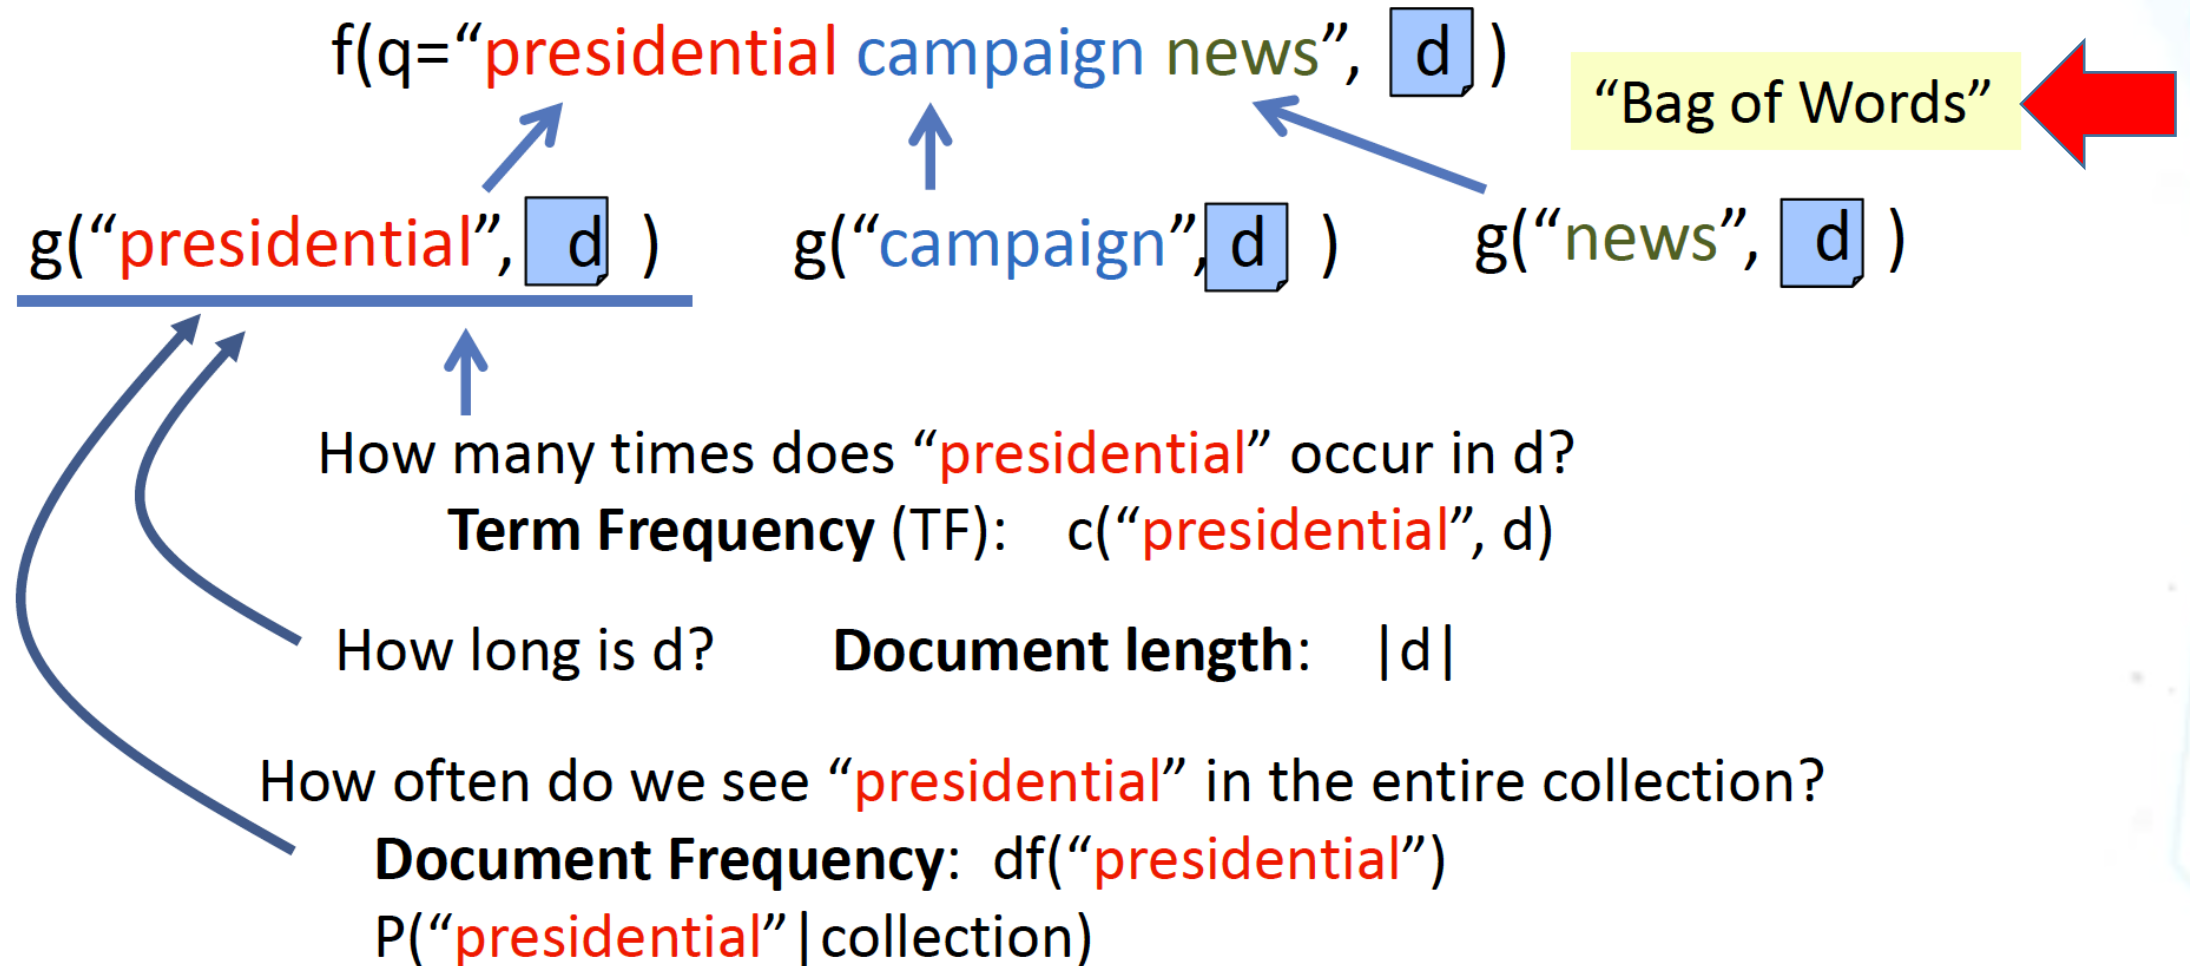 f(q=“presidential campaign news”, d )
“Bag of Words”
g(“presidential”, d ) g(“campaign”, d ) g(“news”, d )
How many times does “presidential” occur in d?
Term Frequency (TF): c(“presidential”, d)
How long is d? Document length: |d|
How often do we see “presidential” in the entire collection?
Document Frequency: df(“presidential”)
P(“presidential”|collection)